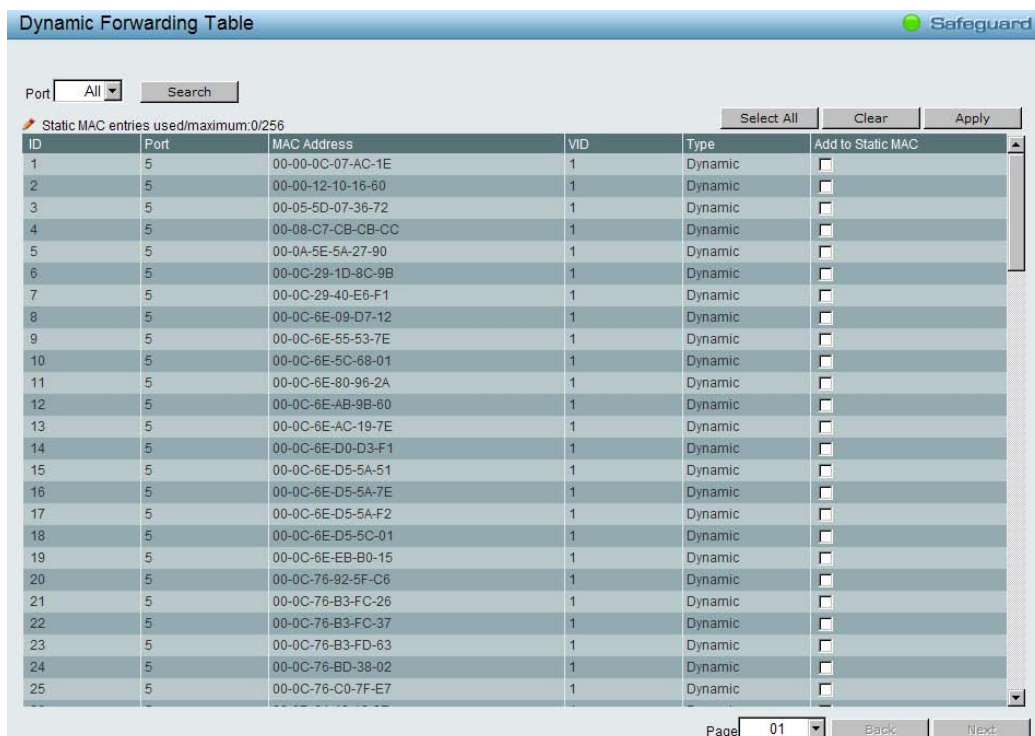 Dynamic Forwarding Table
Safeguard
Port All Search
Static MAC entries used/maximum:0/256
Select All Clear Apply
ID Port MAC Address VID Type Add to Static MAC
1 5 00-00-0C-07-AC-1E 1 Dynamic
2 5 00-00-12-10-16-60 1 Dynamic
3 5 00-05-5D-07-36-72 1 Dynamic
4 5 00-08-C7-CB-CB-CC 1 Dynamic
5 5 00-0A-5E-5A-27-90 1 Dynamic
6 5 00-0C-29-1D-8C-9B 1 Dynamic
7 5 00-0C-29-40-E6-F1 1 Dynamic
8 5 00-0C-6E-09-D7-12 1 Dynamic
9 5 00-0C-6E-55-53-7E 1 Dynamic
10 5 00-0C-6E-5C-68-01 1 Dynamic
11 5 00-0C-6E-80-96-2A 1 Dynamic
12 5 00-0C-6E-AB-9B-60 1 Dynamic
13 5 00-0C-6E-AC-19-7E 1 Dynamic
14 5 00-0C-6E-D0-D3-F1 1 Dynamic
15 5 00-0C-6E-D5-5A-51 1 Dynamic
16 5 00-0C-6E-D5-5A-7E 1 Dynamic
17 5 00-0C-6E-D5-5A-F2 1 Dynamic
18 5 00-0C-6E-D5-5C-01 1 Dynamic
19 5 00-0C-6E-EB-B0-15 1 Dynamic
20 5 00-0C-76-92-5F-C6 1 Dynamic
21 5 00-0C-76-B3-FC-26 1 Dynamic
22 5 00-0C-76-B3-FC-37 1 Dynamic
23 5 00-0C-76-B3-FD-63 1 Dynamic
24 5 00-0C-76-BD-38-02 1 Dynamic
25 5 00-0C-76-C0-7F-E7 1 Dynamic
Page 01 Back Next